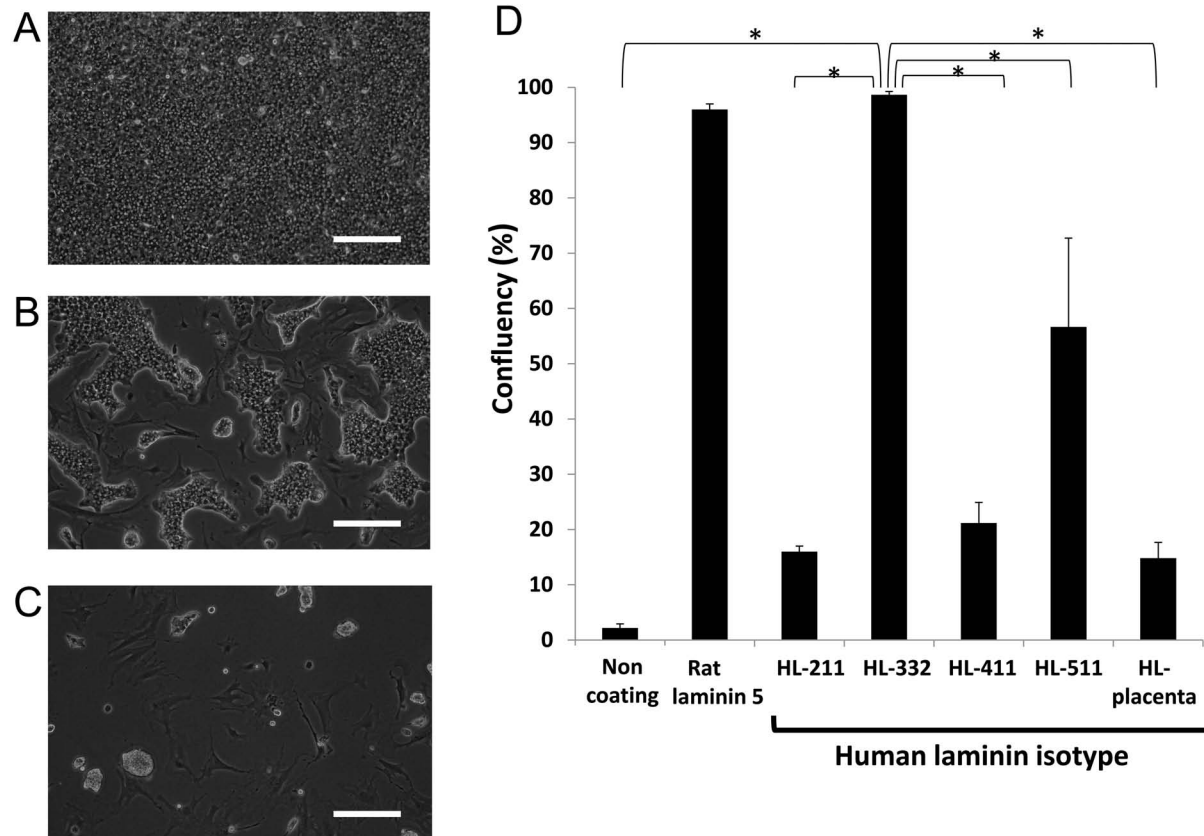 A
B
C
D
* *
*
* *
Confluency (%)
100
90
80
70
60
50
40
30
20
10
0
Non coating
Rat laminin 5
HL-211
HL-332
HL-411
HL-511
HL-placenta
Human laminin isotype